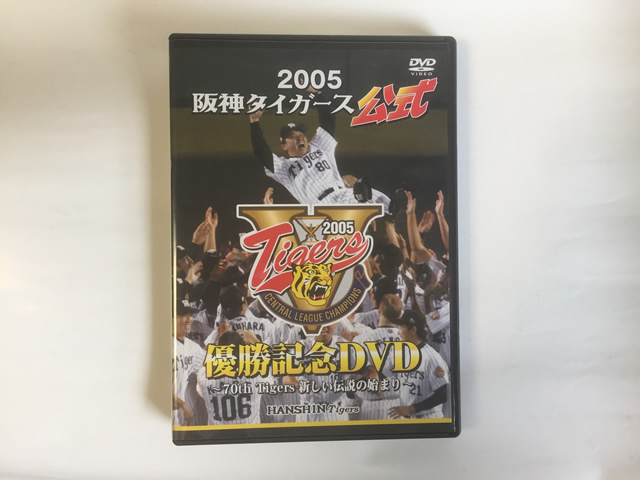 DVD
VIDEO
2005
阪神タイガース公式
Tigers
80
2005
Tigers
CENTRAL LEAGUE CHAMPIONS
優勝記念DVD
～70th Tigers 新しい伝説の始まり～
106
HANSHIN Tigers